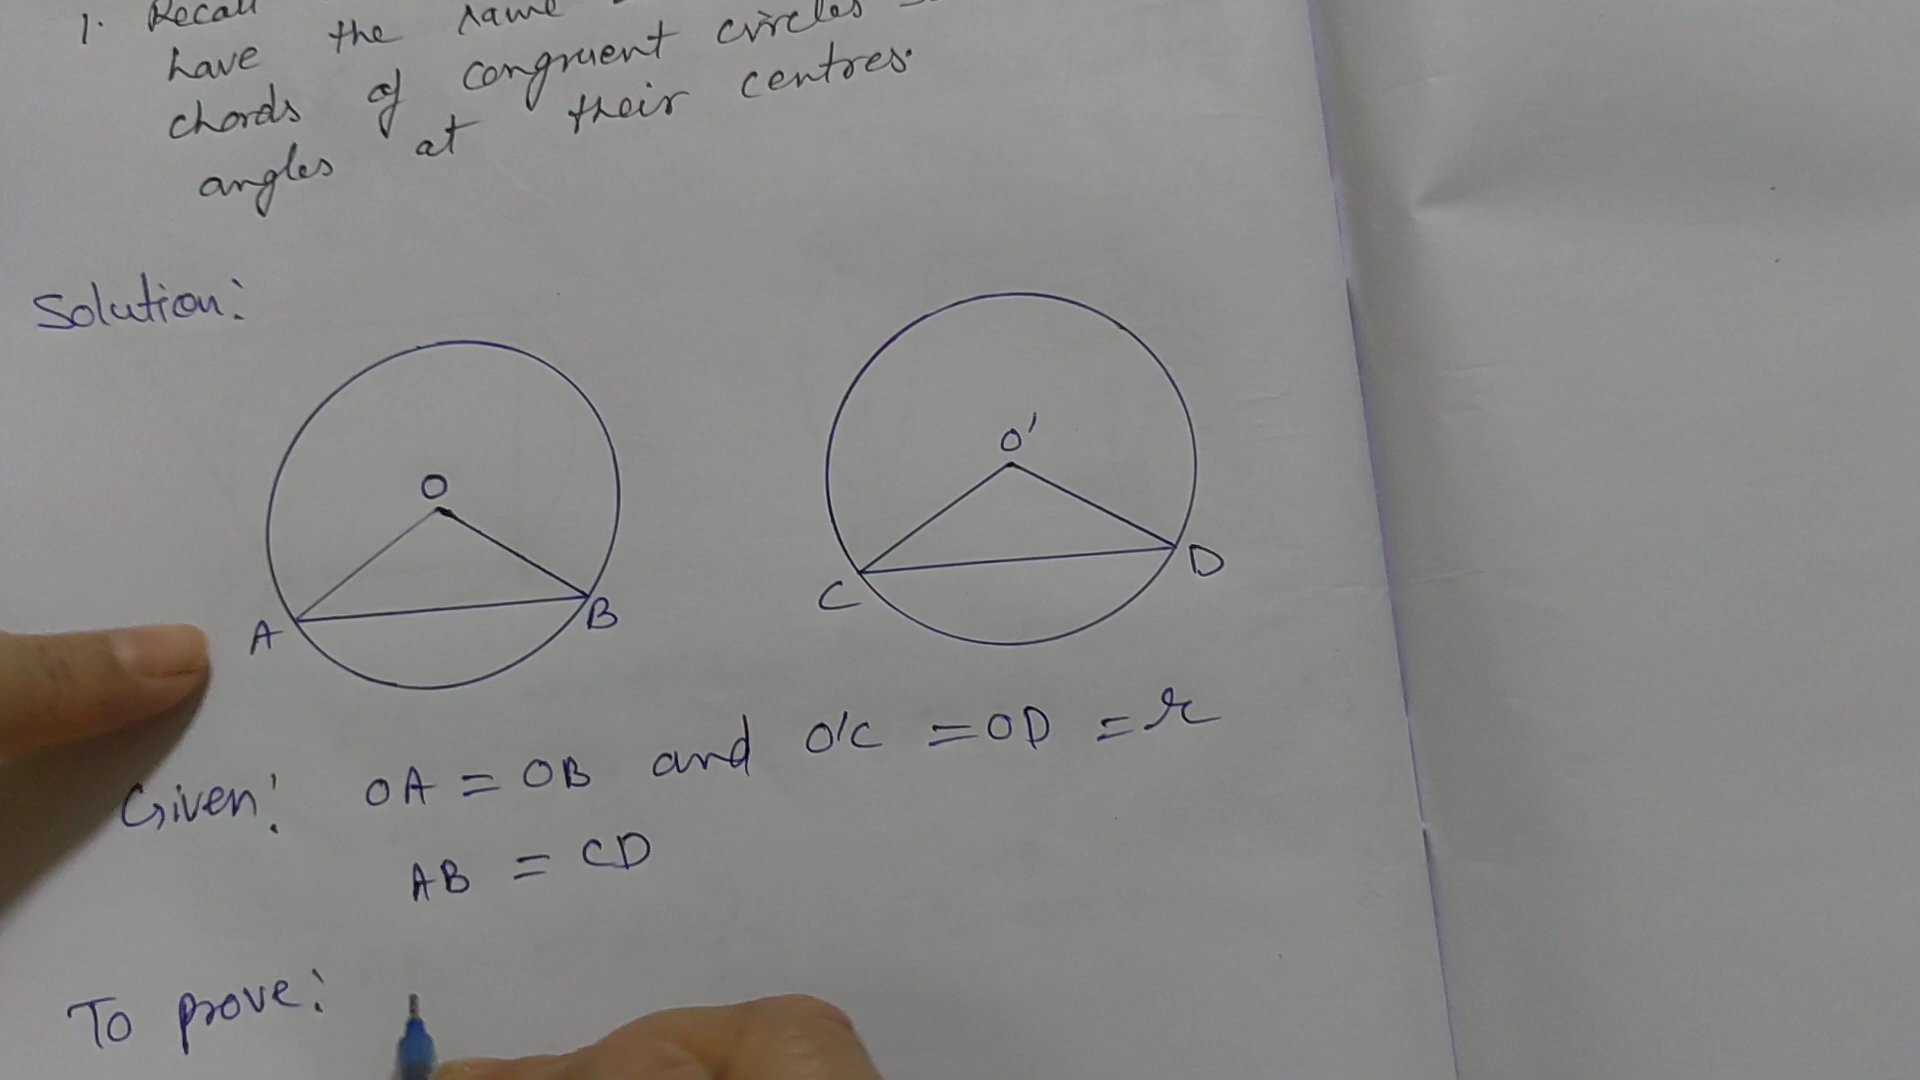 1. Recall
have the same
chords of congruent circles
angles at their centres.
Solution:
O
A
B
O'
C
D
Given: OA = OB and O'C = OD = r
AB = CD
To prove: